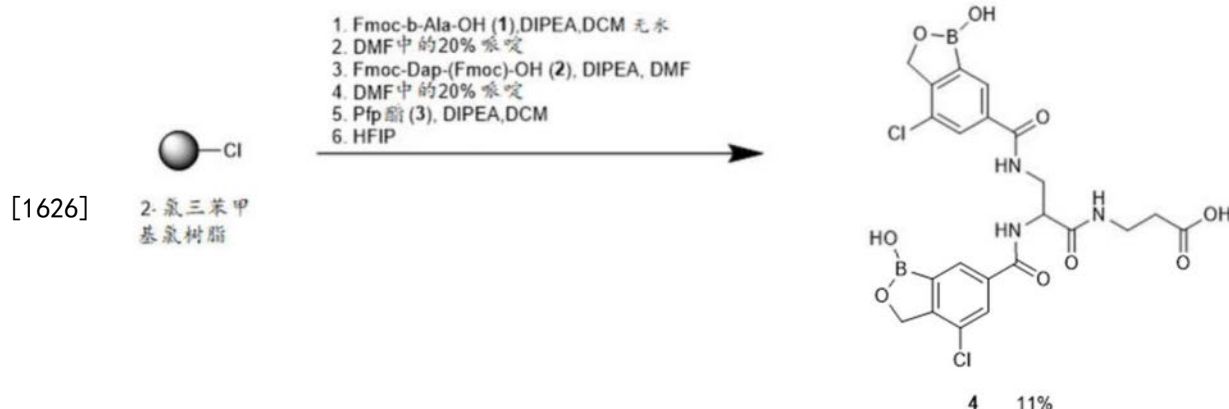 1. Fmoc-b-Ala-OH (1),DIPEA,DCM 无水
2. DMF中的20%哌啶
3. Fmoc-Dap-(Fmoc)-OH (2), DIPEA, DMF
4. DMF中的20%哌啶
5. Pfp酯(3), DIPEA,DCM
6. HFIP
Cl
[1626]
2-氯三苯甲
基氯树脂
OH
O
B
Cl
O
HN
HO
HN
H
N
OH
B
O
O
O
O
Cl
4 11%